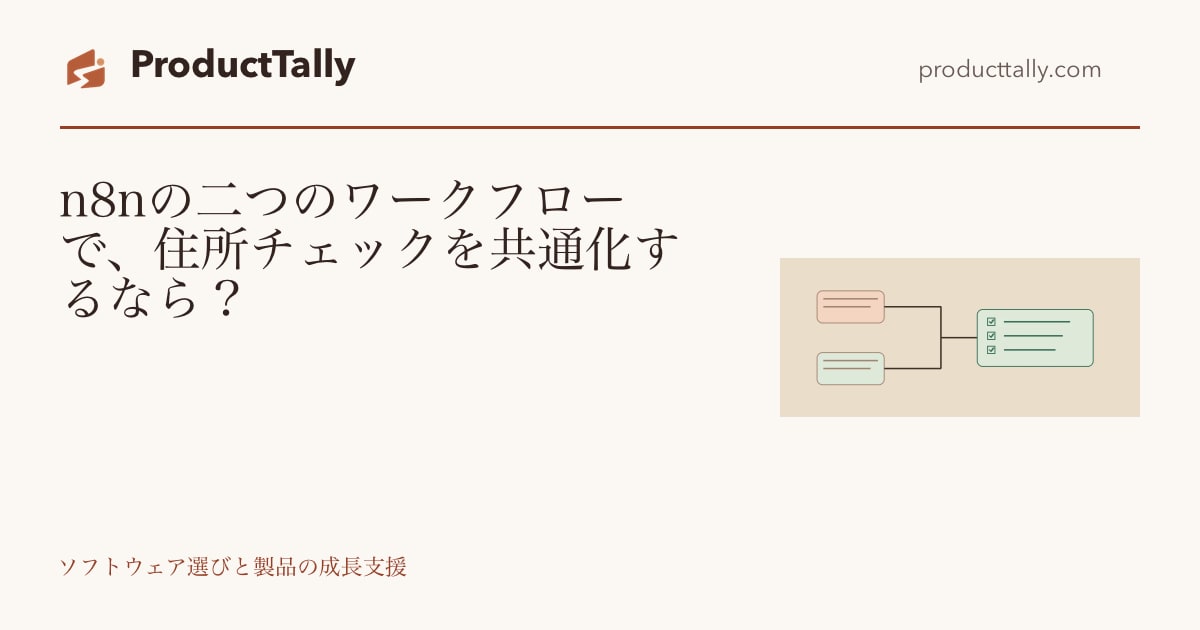 ProductTally
producttally.com
n8nの二つのワークフロー
で、住所チェックを共通化す
るなら？
ソフトウェア選びと製品の成長支援